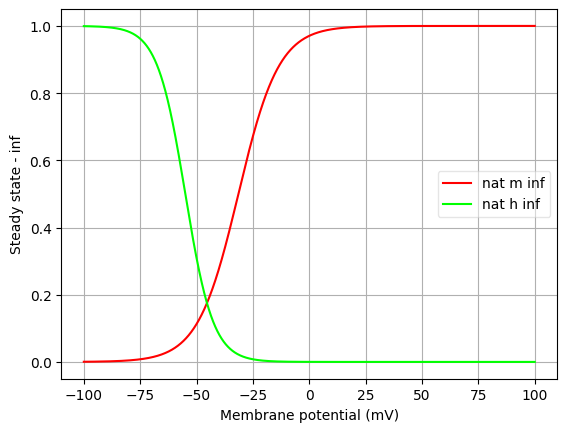 1.0
0.8
0.6
0.4
0.2
0.0
Steady state - inf
nat m inf
nat h inf
−100 −75 −50 −25 0 25 50 75 100
Membrane potential (mV)